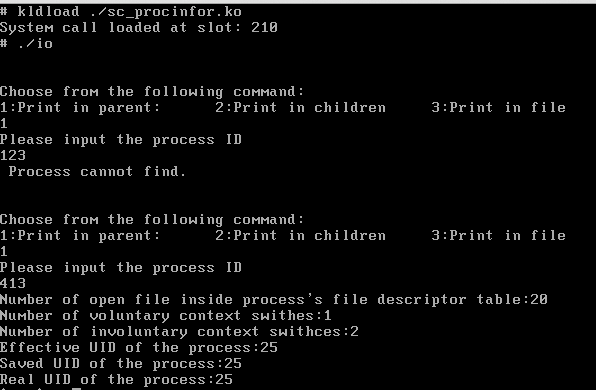 # kldload ./sc_procinfor.ko
System call loaded at slot: 210
# ./io
Choose from the following command:
1:Print in parent: 2:Print in children 3:Print in file
1
Please input the process ID
123
Process cannot find.
Choose from the following command:
1:Print in parent: 2:Print in children 3:Print in file
1
Please input the process ID
413
Number of open file inside process's file descriptor table:20
Number of voluntary context swithes:1
Number of involuntary context swithces:2
Effective UID of the process:25
Saved UID of the process:25
Real UID of the process:25